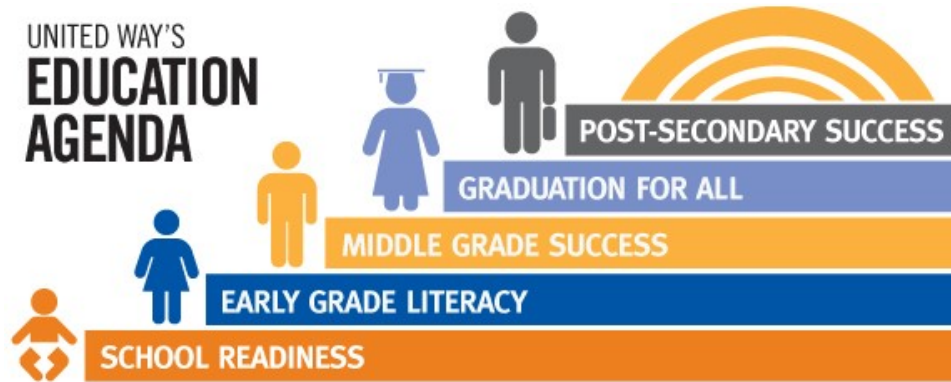 UNITED WAY'S
EDUCATION
AGENDA
POST-SECONDARY SUCCESS
GRADUATION FOR ALL
MIDDLE GRADE SUCCESS
EARLY GRADE LITERACY
SCHOOL READINESS